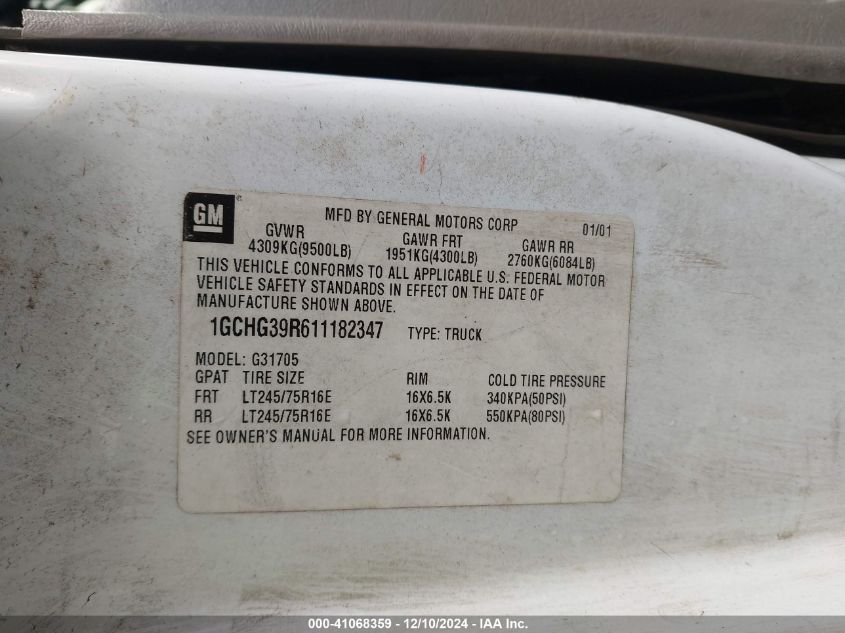 GM
MFD BY GENERAL MOTORS CORP 01/01
GVWR GAWR FRT GAWR RR
4309KG(9500LB) 1951KG(4300LB) 2760KG(6084LB)
THIS VEHICLE CONFORMS TO ALL APPLICABLE U.S. FEDERAL MOTOR
VEHICLE SAFETY STANDARDS IN EFFECT ON THE DATE OF
MANUFACTURE SHOWN ABOVE.
1GCHG39R611182347 TYPE: TRUCK
MODEL: G31705
GPAT TIRE SIZE RIM COLD TIRE PRESSURE
FRT LT245/75R16E 16X6.5K 340KPA(50PSI)
RR LT245/75R16E 16X6.5K 550KPA(80PSI)
SEE OWNER'S MANUAL FOR MORE INFORMATION.
000-41068359 - 12/10/2024 - IAA Inc.